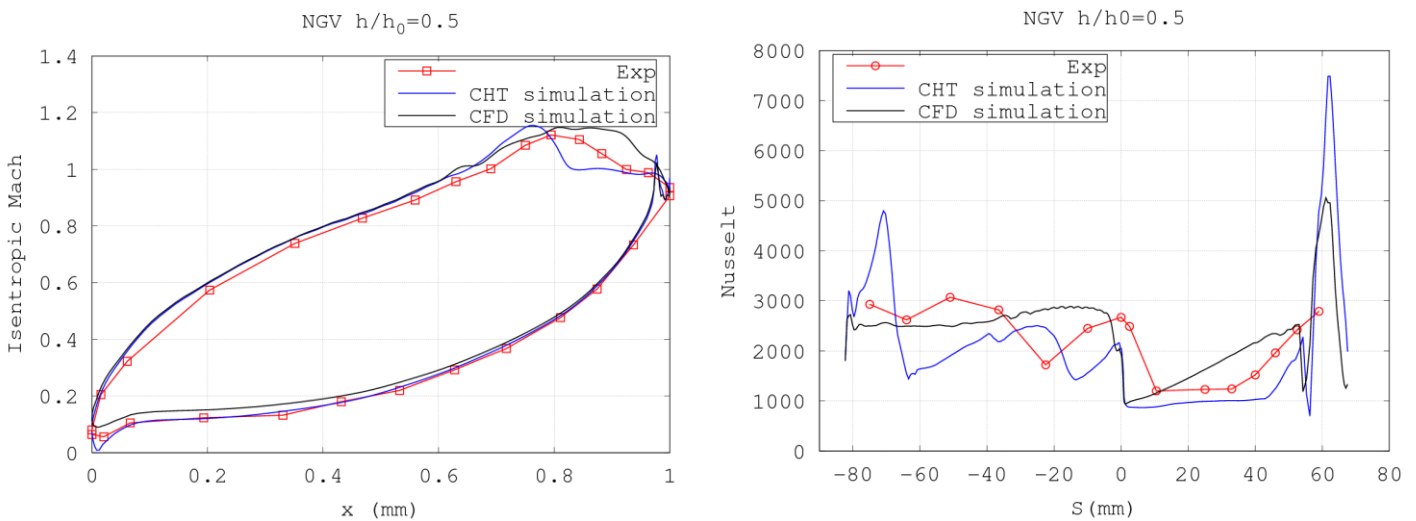 NGV h/h0=0.5
1.4
1.2
1
0.8
0.6
0.4
0.2
0
Isentropic Mach
Exp
CHT simulation
CFD simulation
0 0.2 0.4 0.6 0.8 1
x (mm)
NGV h/h0=0.5
8000
7000
6000
5000
4000
3000
2000
1000
0
Nusselt
Exp
CHT simulation
CFD simulation
−80 −60 −40 −20 0 20 40 60 80
S(mm)